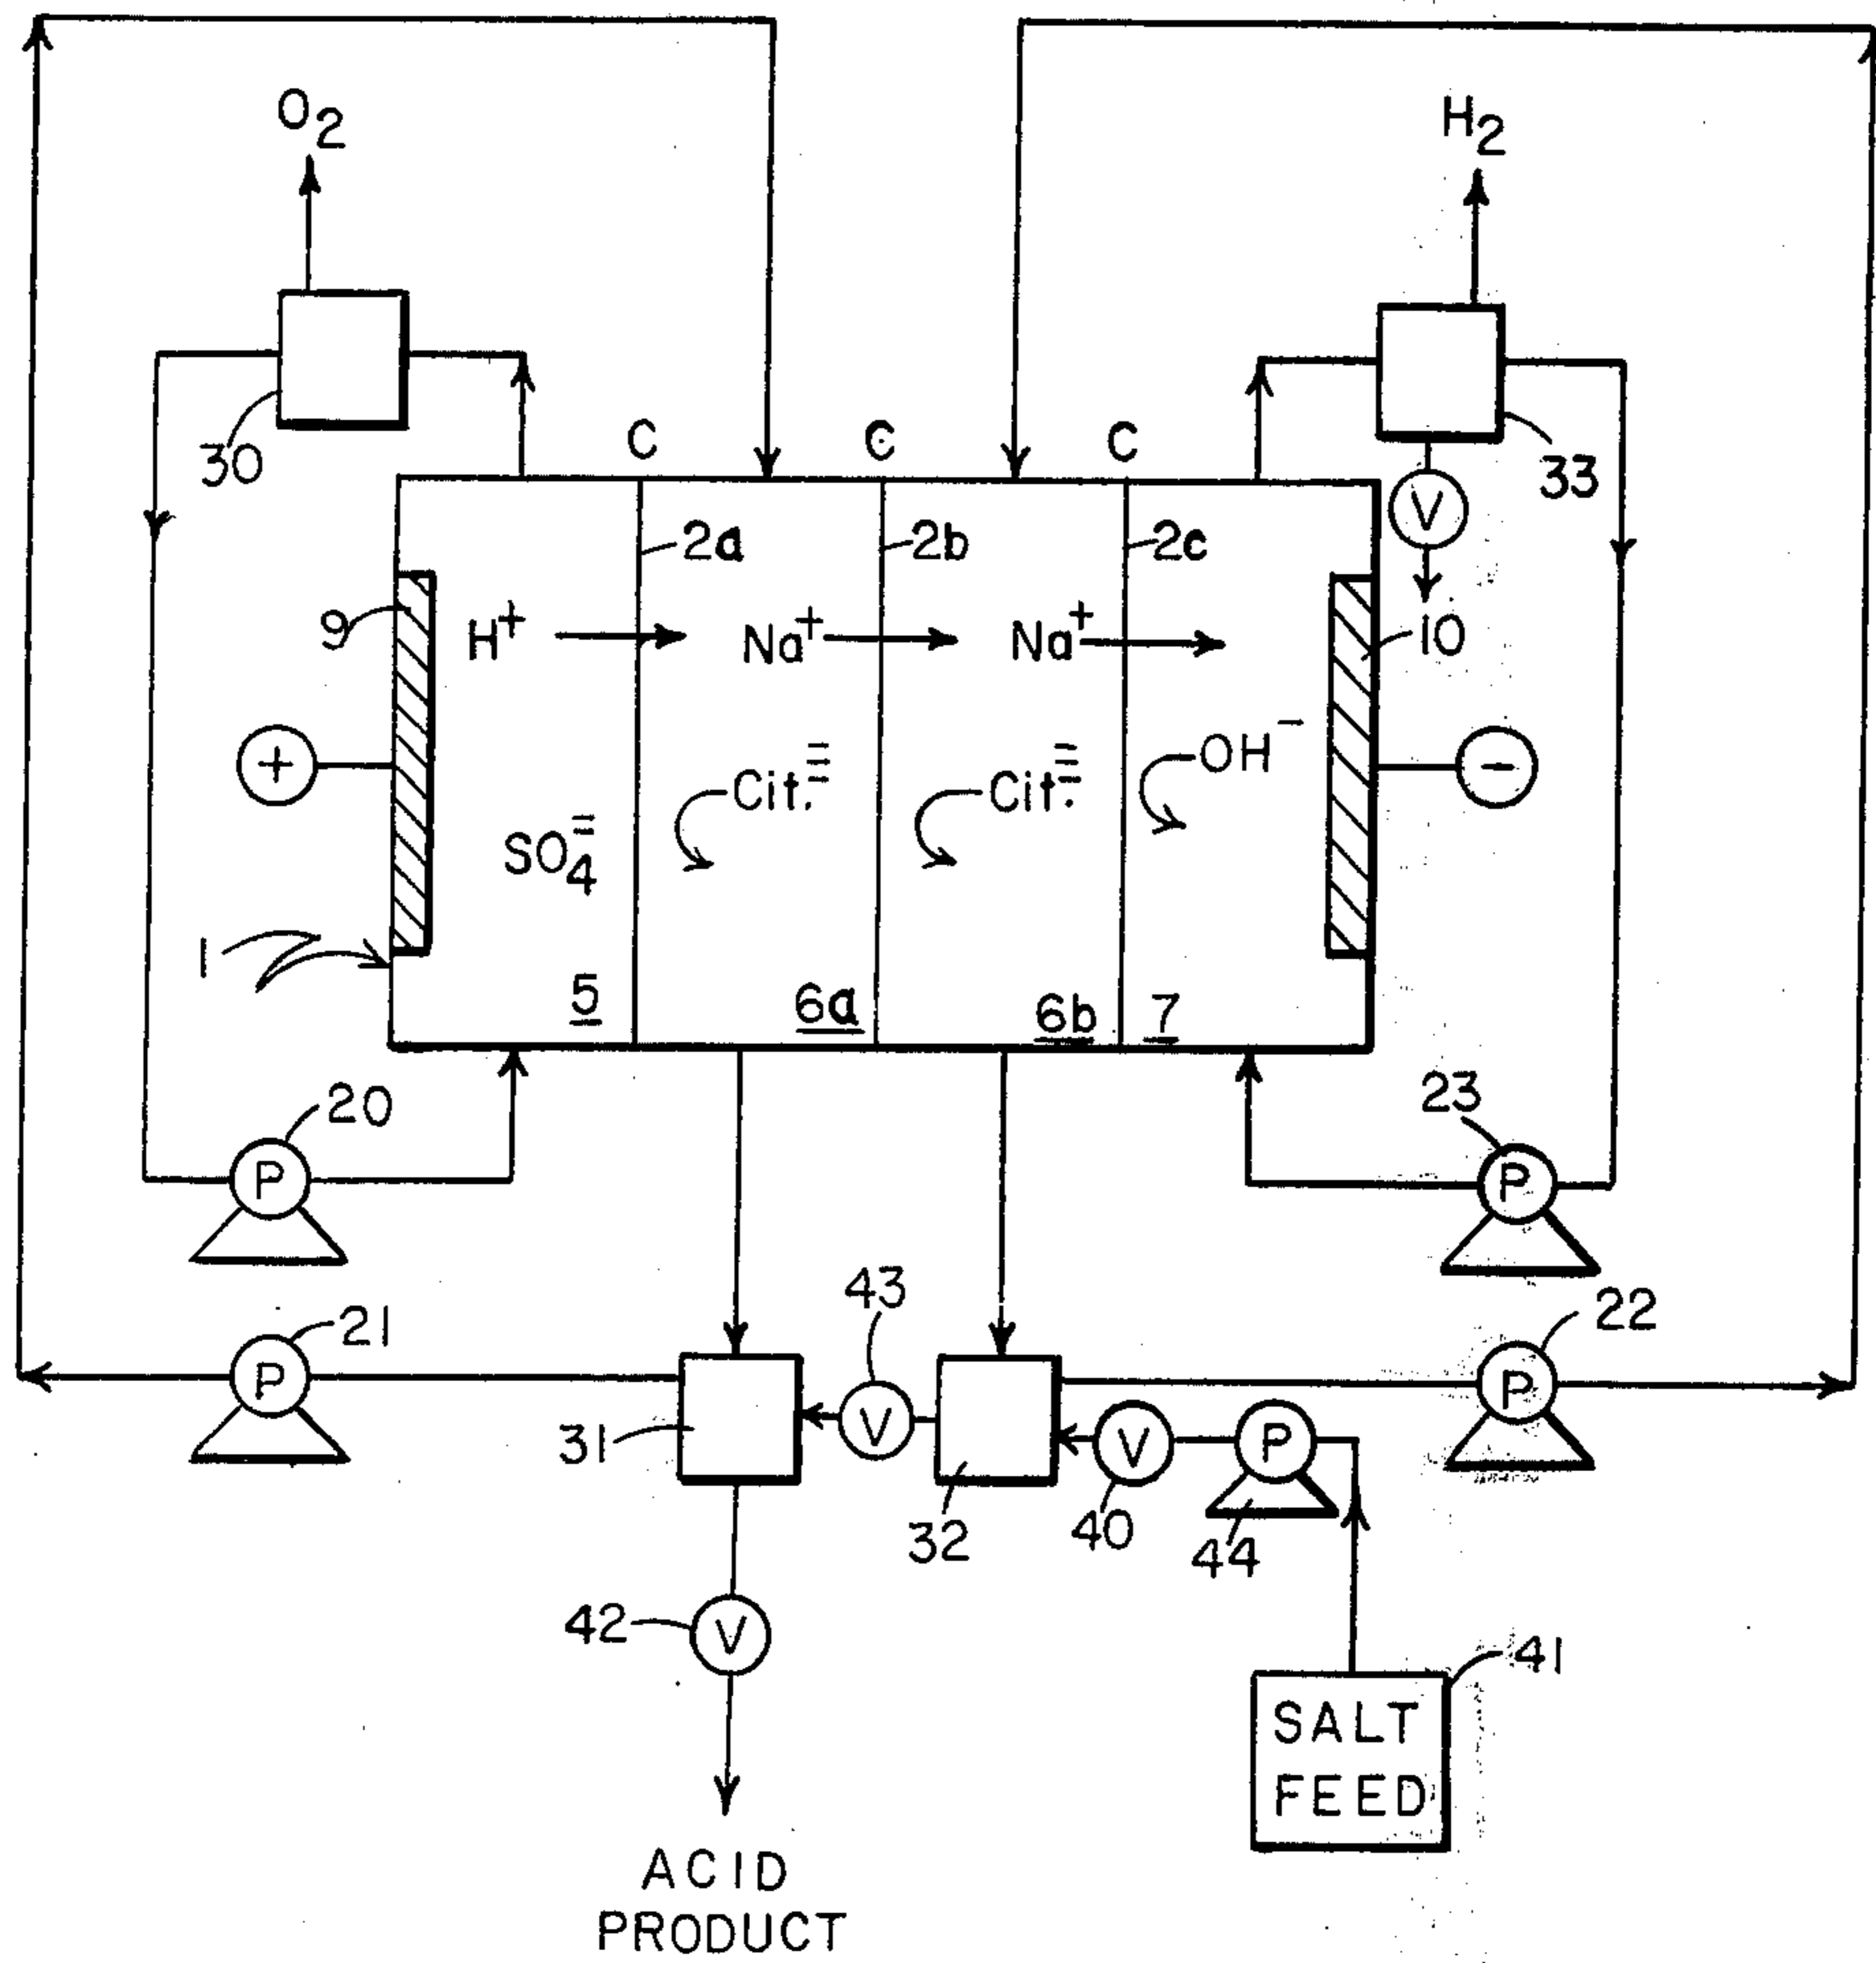 O2
H2
30
33
C
C
C
V
2a
2b
2c
9
H+
Na+
Na+
10
+
Cit.≡
Cit.≡
OH−
−
SO4=
1
5
6a
6b
7
20
P
23
P
21
P
43
22
P
31
V
32
V
40
P
44
42
V
41
SALT
FEED
ACID
PRODUCT